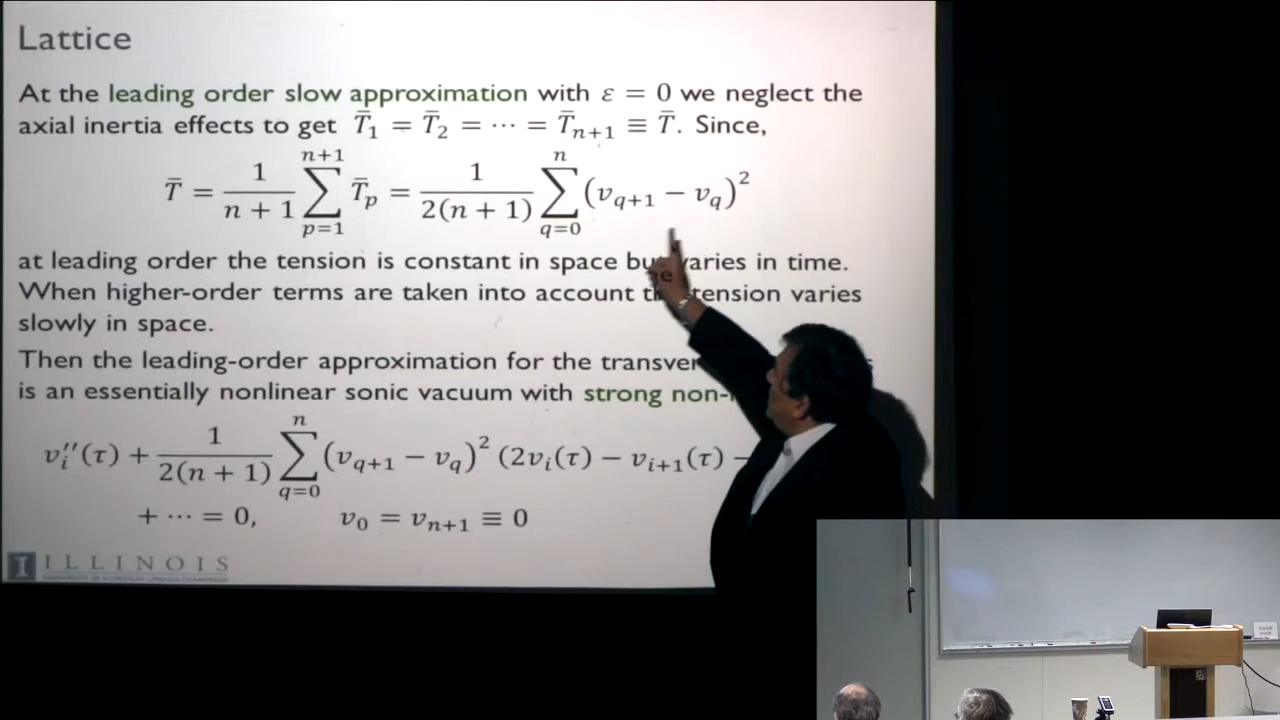 Lattice
At the leading order slow approximation with ε = 0 we neglect the
axial inertia effects to get T̄₁ = T̄₂ = ⋯ = T̄ₙ₊₁ ≡ T̄. Since,
T̄ = 1/(n + 1) ∑_{p=1}^{n+1} T̄_p = 1/(2(n + 1)) ∑_{q=0}^{n} (v_{q+1} − v_q)²
at leading order the tension is constant in space varies in time.
When higher-order terms are taken into account tension varies
slowly in space.
Then the leading-order approximation for the
is an essentially nonlinear sonic vacuum with strong
v_i′′(τ) + 1/(2(n + 1)) ∑_{q=0}^{n} (v_{q+1} − v_q)² (2v_i(τ) − v_{i+1}(τ) −
+ ⋯ = 0, v₀ = v_{n+1} ≡ 0
I ILLINOIS